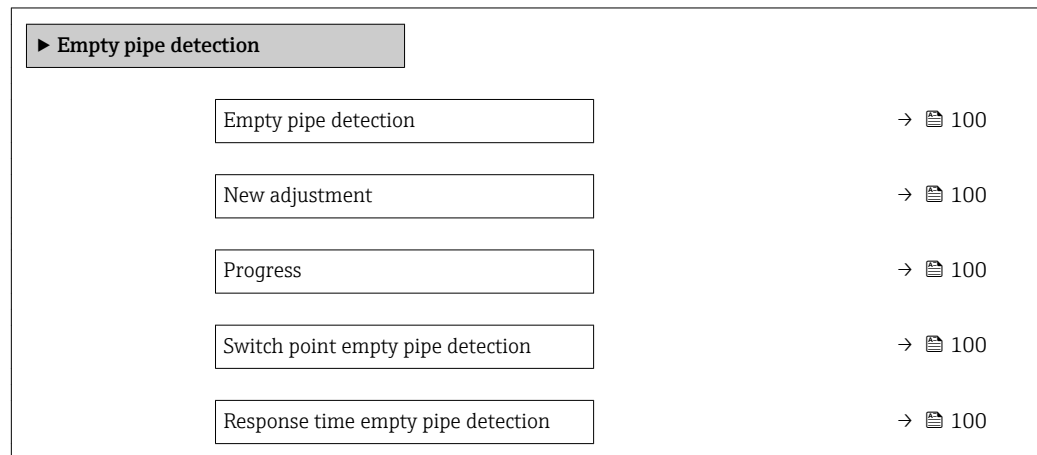 ▶ Empty pipe detection
Empty pipe detection → 100
New adjustment → 100
Progress → 100
Switch point empty pipe detection → 100
Response time empty pipe detection → 100